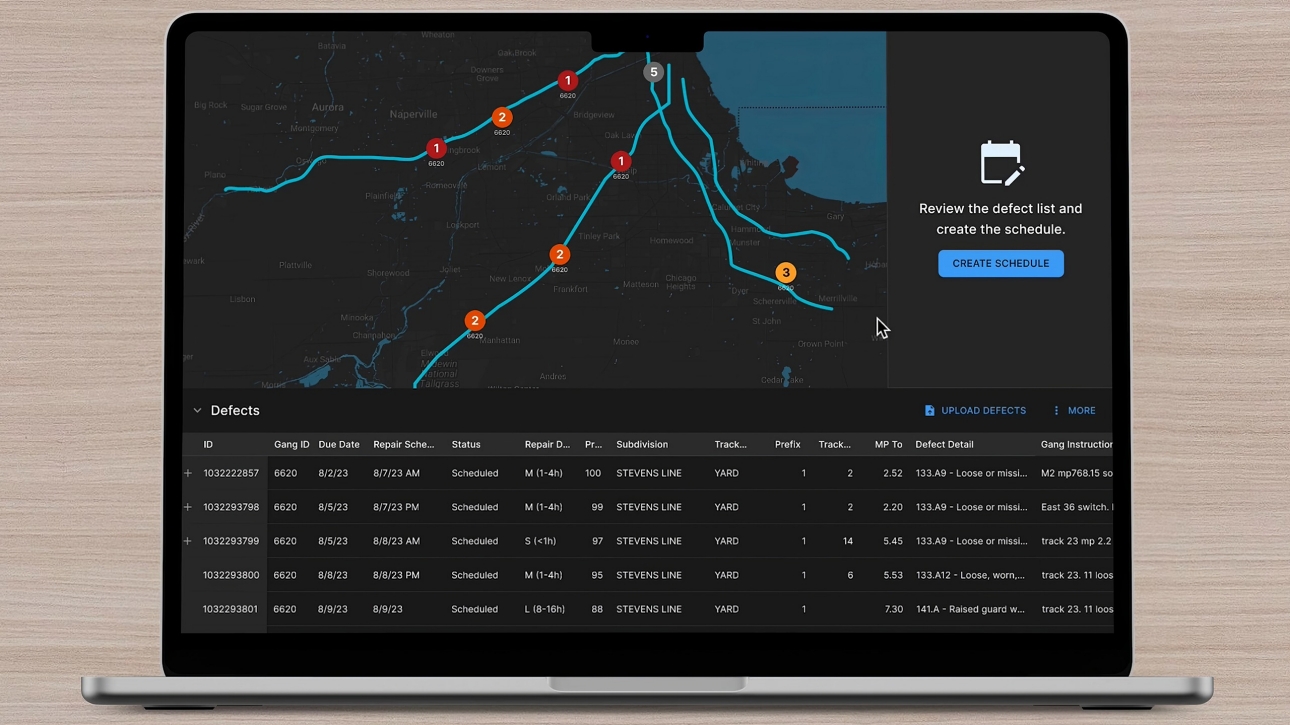 Batavia
Wheaton
Oak Brook
Downers
Grove
1
6620
5
Big Rock
Sugar Grove
Aurora
Naperville
2
6620
Bridgeview
Montgomery
Oak Law
1
6620
1
6620
Lemont
Plano
Romeoville
Plainfield
Orland Park
Calumet City
Gary
Lockport
Hammond
Munster
Tinley Park
Homewood
2
6620
Plattville
Shorewood
Joliet
New Lenox
Frankfort
Matteson
Chicago
Heights
3
6620
Dyer
Schererville
Merrillville
Lisbon
Minooka
2
6620
St John
Channahon
Manhattan
Monee
Crown Point
Aux Sable
Midewin
National
Tallgrass
Andres
Cedar Lake
Morris
Review the defect list and
create the schedule.
CREATE SCHEDULE
Defects
UPLOAD DEFECTS
MORE
ID Gang ID Due Date Repair Sche... Status Repair D... Pr... Subdivision Track... Prefix Track... MP To Defect Detail Gang Instruction
1032222857 6620 8/2/23 8/7/23 AM Scheduled M (1-4h) 100 STEVENS LINE YARD 1 2 2.52 133.A9 - Loose or missi... M2 mp768.15 so
1032293798 6620 8/5/23 8/7/23 PM Scheduled M (1-4h) 99 STEVENS LINE YARD 1 2 2.20 133.A9 - Loose or missi... East 36 switch.
1032293799 6620 8/5/23 8/8/23 AM Scheduled S (<1h) 97 STEVENS LINE YARD 1 14 5.45 133.A9 - Loose or missi... track 23 mp 2.2
1032293800 6620 8/8/23 8/8/23 PM Scheduled M (1-4h) 95 STEVENS LINE YARD 1 6 5.53 133.A12 - Loose, worn,... track 23. 11 loos
1032293801 6620 8/9/23 8/9/23 Scheduled L (8-16h) 88 STEVENS LINE YARD 1 7.30 141.A - Raised guard w... track 23. 11 loos